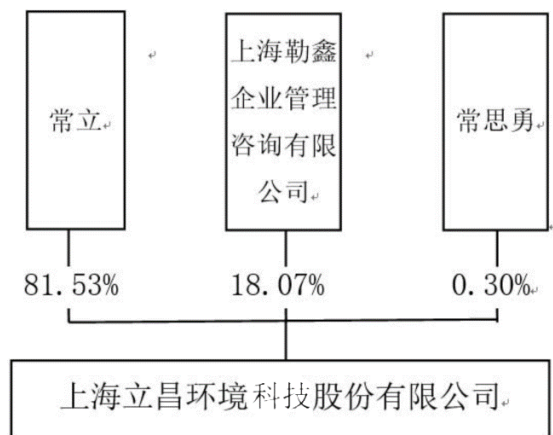 常立
上海勒鑫
企业管理
咨询有限
公司
常思勇
81.53%
18.07%
0.30%
上海立昌环境科技股份有限公司